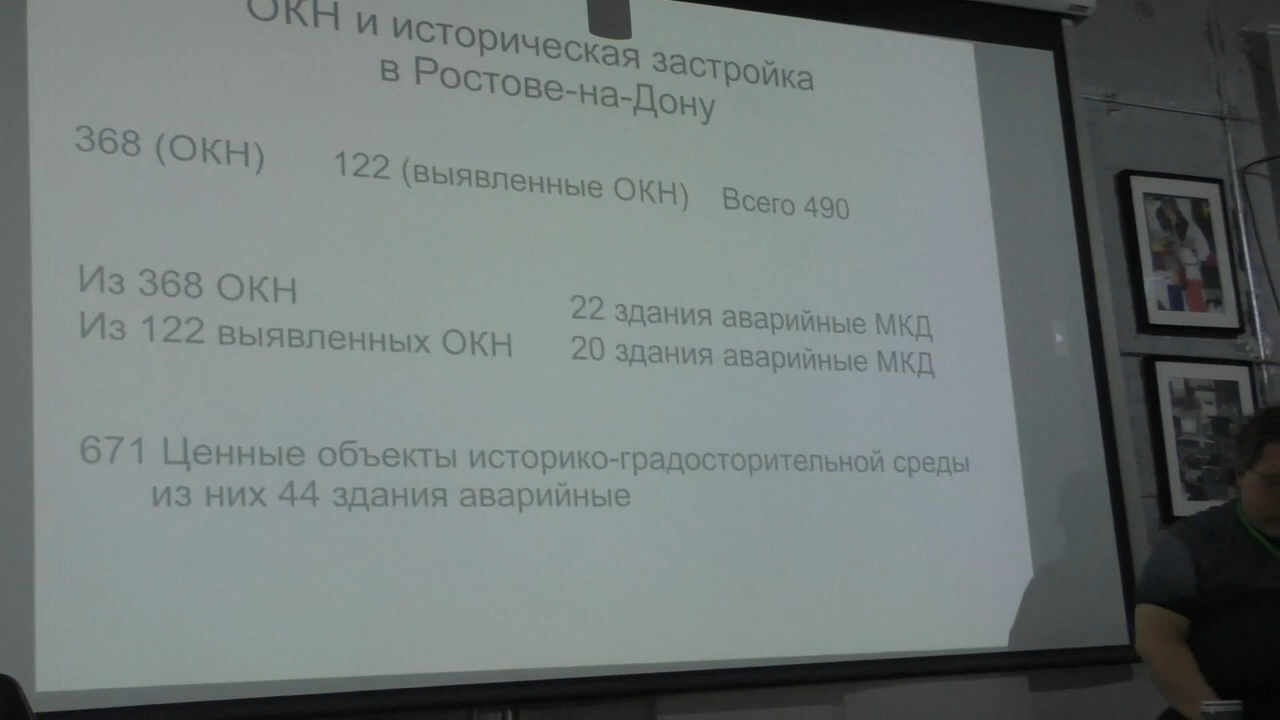 ОКН и историческая застройка
в Ростове-на-Дону
368 (ОКН) 122 (выявленные ОКН) Всего 490
Из 368 ОКН 22 здания аварийные МКД
Из 122 выявленных ОКН 20 здания аварийные МКД
671 Ценные объекты историко-градосторительной среды
из них 44 здания аварийные